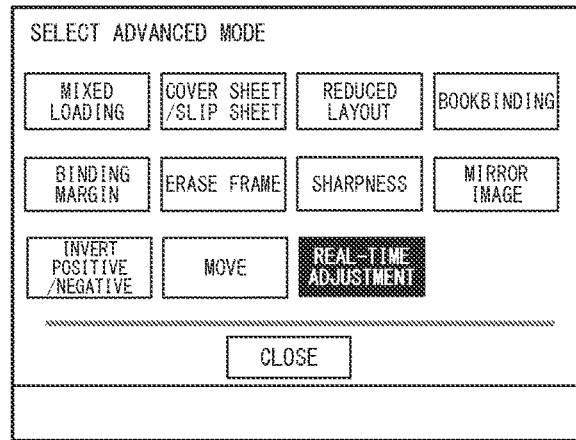 SELECT ADVANCED MODE
MIXED
LOADING
COVER SHEET
/SLIP SHEET
REDUCED
LAYOUT
BOOKBINDING
BINDING
MARGIN
ERASE FRAME
SHARPNESS
MIRROR
IMAGE
INVERT
POSITIVE
/NEGATIVE
MOVE
REAL-TIME
ADJUSTMENT
CLOSE